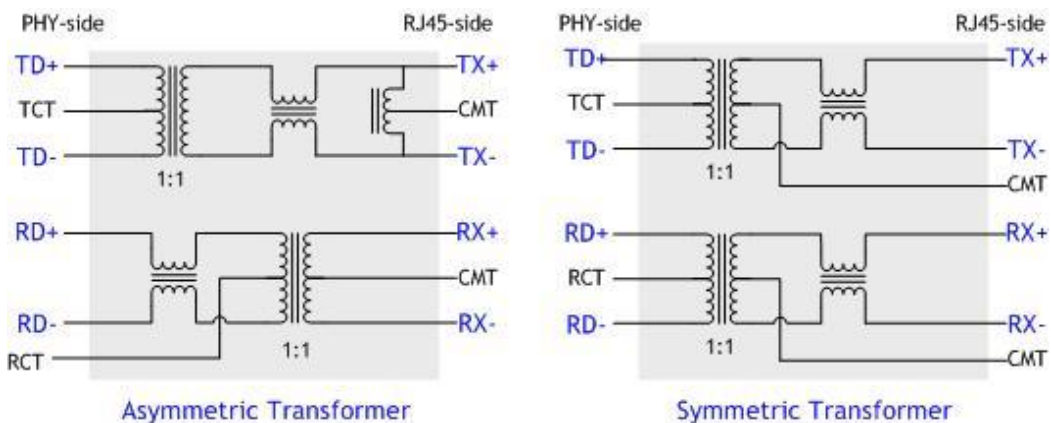 PHY-side RJ45-side
TD+ TX+
TCT CMT
TD- TX-
1:1
RD+ RX+
CMT
RD- RX-
RCT 1:1
Asymmetric Transformer
PHY-side RJ45-side
TD+ TX+
TCT
TD- TX-
1:1 CMT
RD+ RX+
RCT
RD- RX-
1:1 CMT
Symmetric Transformer